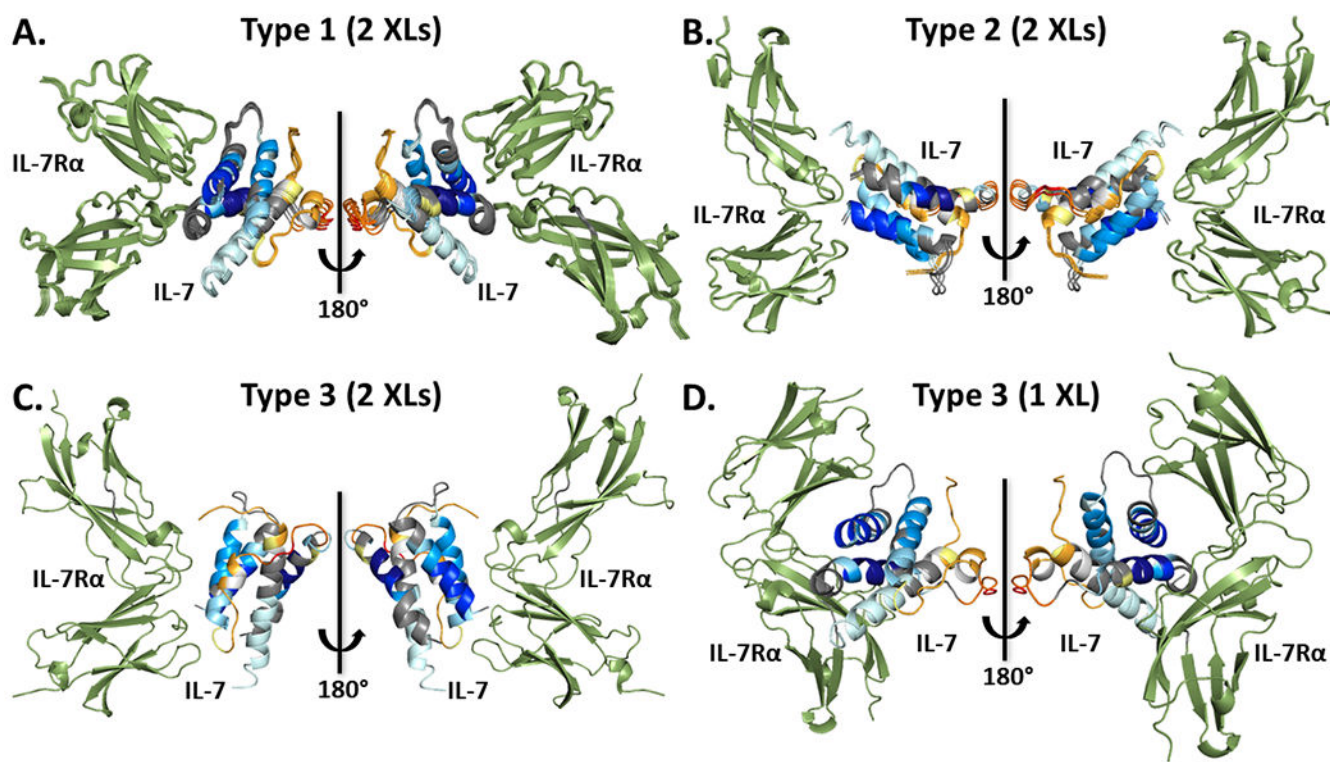 A.
Type 1 (2 XLs)
IL-7Rα
IL-7Rα
IL-7
IL-7
180°
B.
Type 2 (2 XLs)
IL-7
IL-7
IL-7Rα
IL-7Rα
180°
C.
Type 3 (2 XLs)
IL-7Rα
IL-7Rα
IL-7
IL-7
180°
D.
Type 3 (1 XL)
IL-7Rα
IL-7
IL-7
IL-7Rα
180°